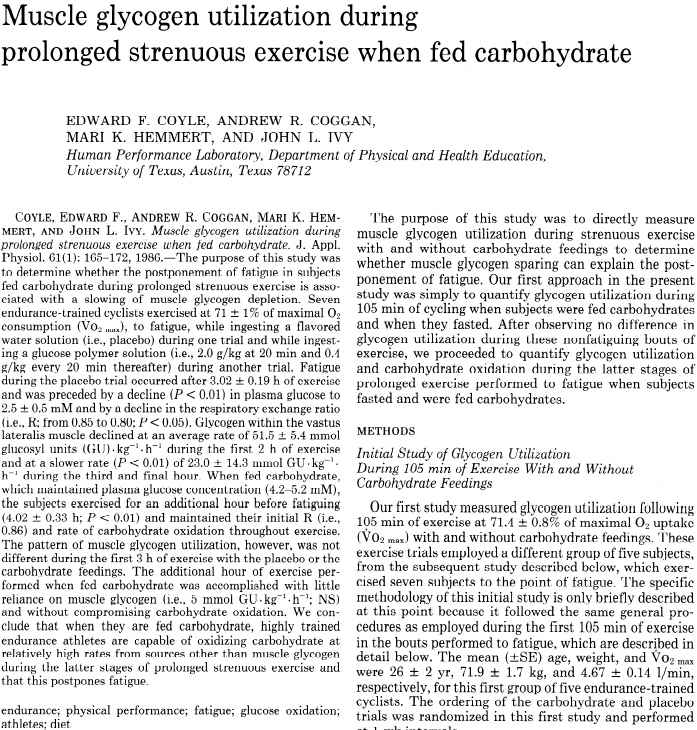 Muscle glycogen utilization during
prolonged strenuous exercise when fed carbohydrate
EDWARD F. COYLE, ANDREW R. COGGAN,
MARI K. HEMMERT, AND JOHN L. IVY
Human Performance Laboratory, Department of Physical and Health Education,
University of Texas, Austin, Texas 78712
COYLE, EDWARD F., ANDREW R. COGGAN, MARI K. HEM-
MERT, AND JOHN L. IVY. Muscle glycogen utilization during
prolonged strenuous exercise when fed carbohydrate. J. Appl.
Physiol. 61(1): 165-172, 1986.—The purpose of this study was
to determine whether the postponement of fatigue in subjects
fed carbohydrate during prolonged strenuous exercise is asso-
ciated with a slowing of muscle glycogen depletion. Seven
endurance-trained cyclists exercised at 71 ± 1% of maximal O₂
consumption (V̇o₂ max), to fatigue, while ingesting a flavored
water solution (i.e., placebo) during one trial and while ingest-
ing a glucose polymer solution (i.e., 2.0 g/kg at 20 min and 0.4
g/kg every 20 min thereafter) during another trial. Fatigue
during the placebo trial occurred after 3.02 ± 0.19 h of exercise
and was preceded by a decline (P < 0.01) in plasma glucose to
2.5 ± 0.5 mM and by a decline in the respiratory exchange ratio
(i.e., R; from 0.85 to 0.80; P < 0.05). Glycogen within the vastus
lateralis muscle declined at an average rate of 51.5 ± 5.4 mmol
glucosyl units (GU)·kg⁻¹·h⁻¹ during the first 2 h of exercise
and at a slower rate (P < 0.01) of 23.0 ± 14.3 mmol GU·kg⁻¹·
h⁻¹ during the third and final hour. When fed carbohydrate,
which maintained plasma glucose concentration (4.2–5.2 mM),
the subjects exercised for an additional hour before fatiguing
(4.02 ± 0.33 h; P < 0.01) and maintained their initial R (i.e.,
0.86) and rate of carbohydrate oxidation throughout exercise.
The pattern of muscle glycogen utilization, however, was not
different during the first 3 h of exercise with the placebo or the
carbohydrate feedings. The additional hour of exercise per-
formed when fed carbohydrate was accomplished with little
reliance on muscle glycogen (i.e., 5 mmol GU·kg⁻¹·h⁻¹; NS)
and without compromising carbohydrate oxidation. We con-
clude that when they are fed carbohydrate, highly trained
endurance athletes are capable of oxidizing carbohydrate at
relatively high rates from sources other than muscle glycogen
during the latter stages of prolonged strenuous exercise and
that this postpones fatigue.
endurance; physical performance; fatigue; glucose oxidation;
athletes; diet
The purpose of this study was to directly measure
muscle glycogen utilization during strenuous exercise
with and without carbohydrate feedings to determine
whether muscle glycogen sparing can explain the post-
ponement of fatigue. Our first approach in the present
study was simply to quantify glycogen utilization during
105 min of cycling when subjects were fed carbohydrates
and when they fasted. After observing no difference in
glycogen utilization during these nonfatiguing bouts of
exercise, we proceeded to quantify glycogen utilization
and carbohydrate oxidation during the latter stages of
prolonged exercise performed to fatigue when subjects
fasted and were fed carbohydrates.
METHODS
Initial Study of Glycogen Utilization
During 105 min of Exercise With and Without
Carbohydrate Feedings
Our first study measured glycogen utilization following
105 min of exercise at 71.4 ± 0.8% of maximal O₂ uptake
(V̇o₂ max) with and without carbohydrate feedings. These
exercise trials employed a different group of five subjects,
from the subsequent study described below, which exer-
cised seven subjects to the point of fatigue. The specific
methodology of this initial study is only briefly described
at this point because it followed the same general pro-
cedures as employed during the first 105 min of exercise
in the bouts performed to fatigue, which are described in
detail below. The mean (±SE) age, weight, and V̇o₂ max
were 26 ± 2 yr, 71.9 ± 1.7 kg, and 4.67 ± 0.14 l/min,
respectively, for this first group of five endurance-trained
cyclists. The ordering of the carbohydrate and placebo
trials was randomized in this first study and performed